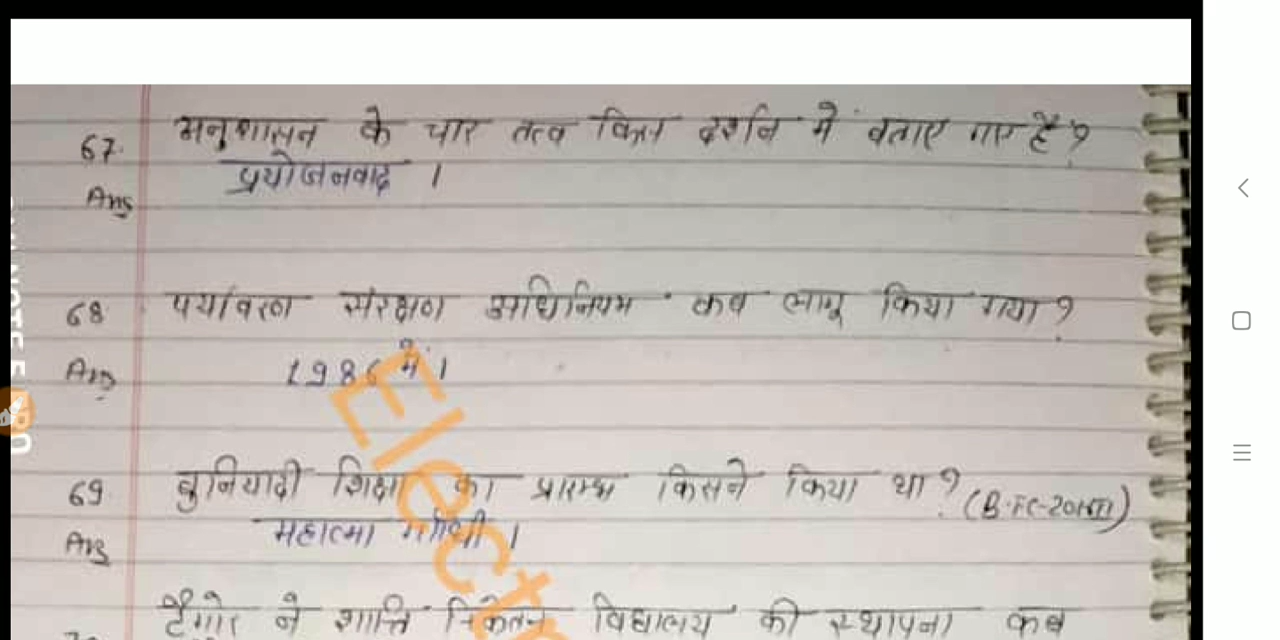 67. अनुशासन के चार तत्व किस दर्शन में बताए गए है?
Ans प्रयोजनवाद ।
68 पर्यावरण संरक्षण अधिनियम कब लागू किया गया?
Ans 1986 में ।
69 बुनियादी शिक्षा का प्रारम्भ किसने किया था?
Ans महात्मा गाँधी ।
टैगोर ने शान्ति निकेतन विद्यालय की स्थापना कब
Elect